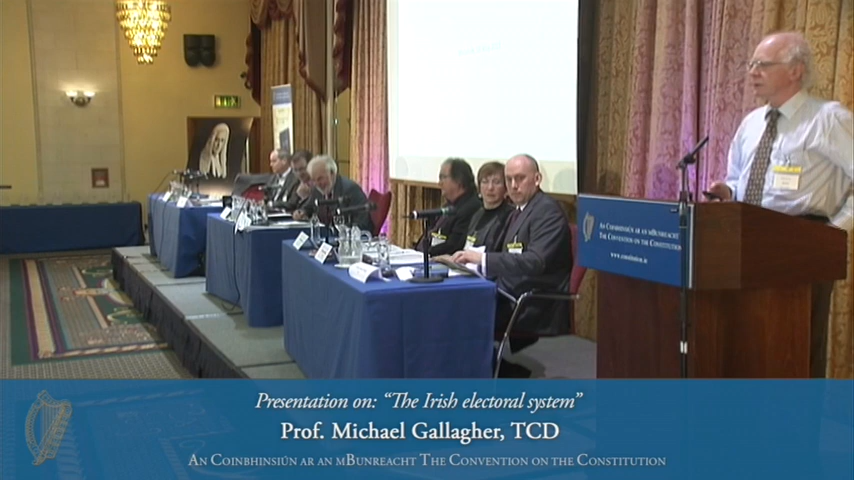 An Coinbhinsiún ar an mBunreacht
The Convention on the Constitution
www.constitution.ie
Presentation on: “The Irish electoral system”
Prof. Michael Gallagher, TCD
An Coinbhinsiún ar an mBunreacht The Convention on the Constitution